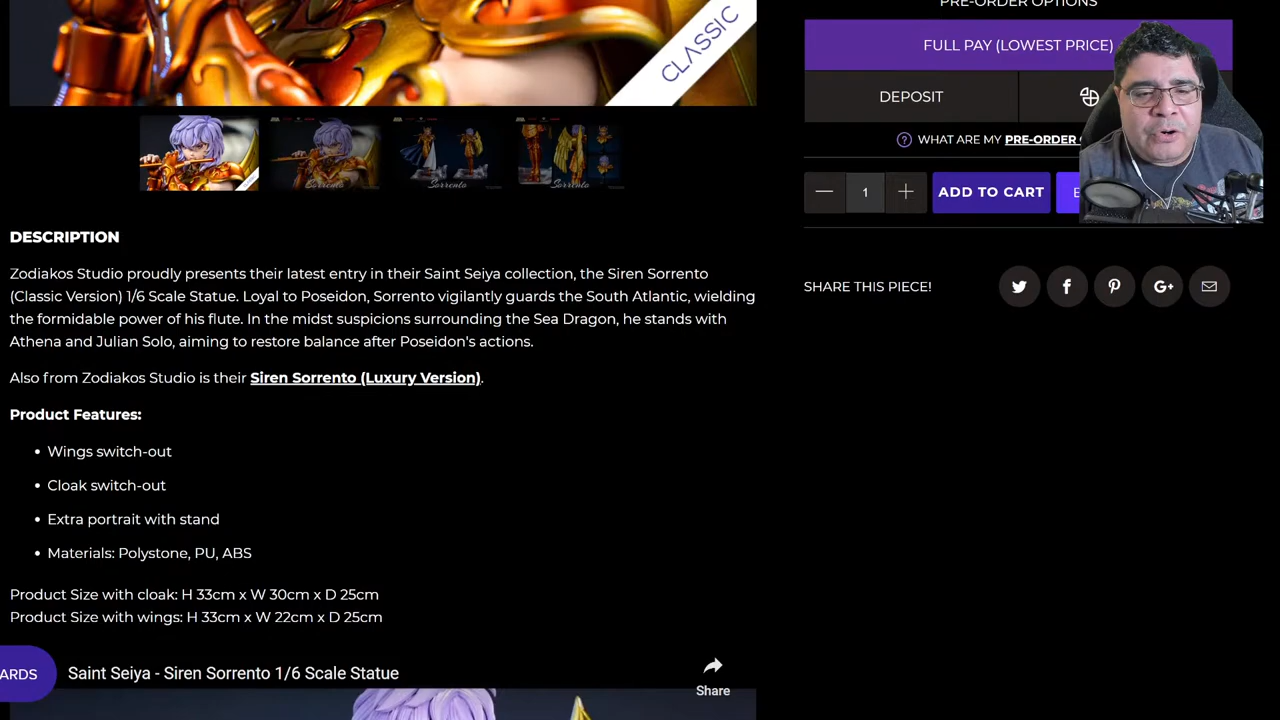 PRE-ORDER OPTIONS
CLASSIC
FULL PAY (LOWEST PRICE)
DEPOSIT
WHAT ARE MY PRE-ORDER
1
ADD TO CART
Sorrento
Sorrento
Sorrento
DESCRIPTION
Zodiakos Studio proudly presents their latest entry in their Saint Seiya collection, the Siren Sorrento
(Classic Version) 1/6 Scale Statue. Loyal to Poseidon, Sorrento vigilantly guards the South Atlantic, wielding
the formidable power of his flute. In the midst suspicions surrounding the Sea Dragon, he stands with
Athena and Julian Solo, aiming to restore balance after Poseidon's actions.
SHARE THIS PIECE!
G+
Also from Zodiakos Studio is their Siren Sorrento (Luxury Version).
Product Features:
• Wings switch-out
• Cloak switch-out
• Extra portrait with stand
• Materials: Polystone, PU, ABS
Product Size with cloak: H 33cm x W 30cm x D 25cm
Product Size with wings: H 33cm x W 22cm x D 25cm
ARDS
Saint Seiya - Siren Sorrento 1/6 Scale Statue
Share